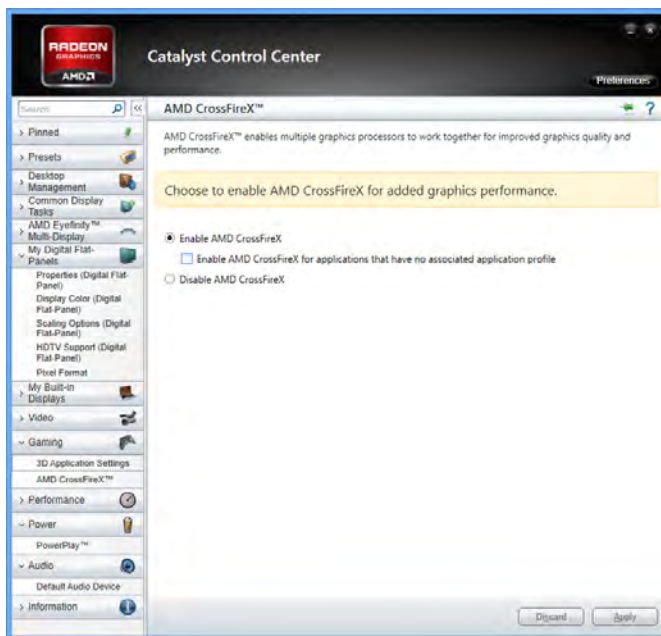 RADEON
GRAPHICS
AMD
Catalyst Control Center
Preferences
Search
AMD CrossFireX™
> Pinned
> Presets
Desktop
> Management
Common Display
> Tasks
AMD Eyefinity™
> Multi-Display
My Digital Flat-
Panels
Properties (Digital Flat-
Panel)
Display Color (Digital
Flat-Panel)
Scaling Options (Digital
Flat-Panel)
HDTV Support (Digital
Flat-Panel)
Pixel Format
My Built-in
> Displays
> Video
Gaming
3D Application Settings
AMD CrossFireX™
> Performance
Power
PowerPlay™
Audio
Default Audio Device
> Information
AMD CrossFireX™ enables multiple graphics processors to work together for improved graphics quality and
performance.
Choose to enable AMD CrossFireX for added graphics performance.
Enable AMD CrossFireX
Enable AMD CrossFireX for applications that have no associated application profile
Disable AMD CrossFireX
Discard
Apply